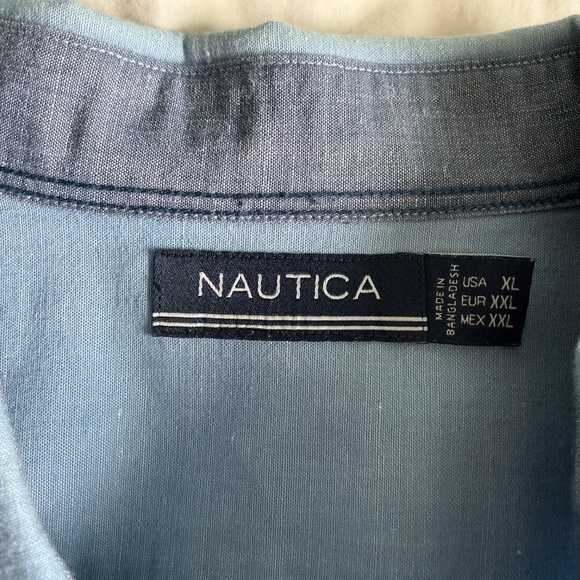 NAUTICA
MADE IN
BANGLADESH
USA XL
EUR XXL
MEX XXL